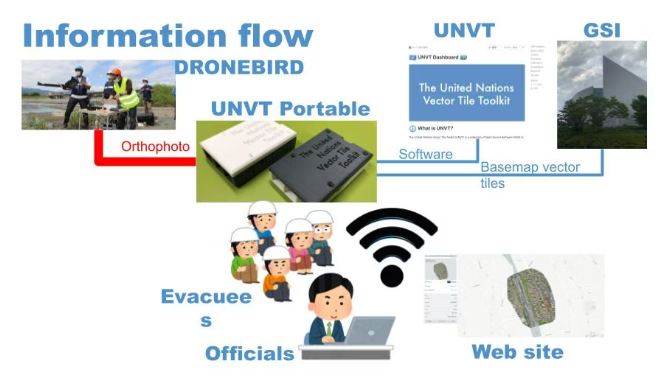 Information flow
UNVT
GSI
DRONEBIRD
UNVT Dashboard
The United Nations
Vector Tile Toolkit
What is UNVT?
UNVT Portable
Orthophoto
The United
Nations
Vector Tile
Toolkit
The United
Nations
Vector Tile
Toolkit
Software
Basemap vector
tiles
Evacuee
s
Officials
Web site